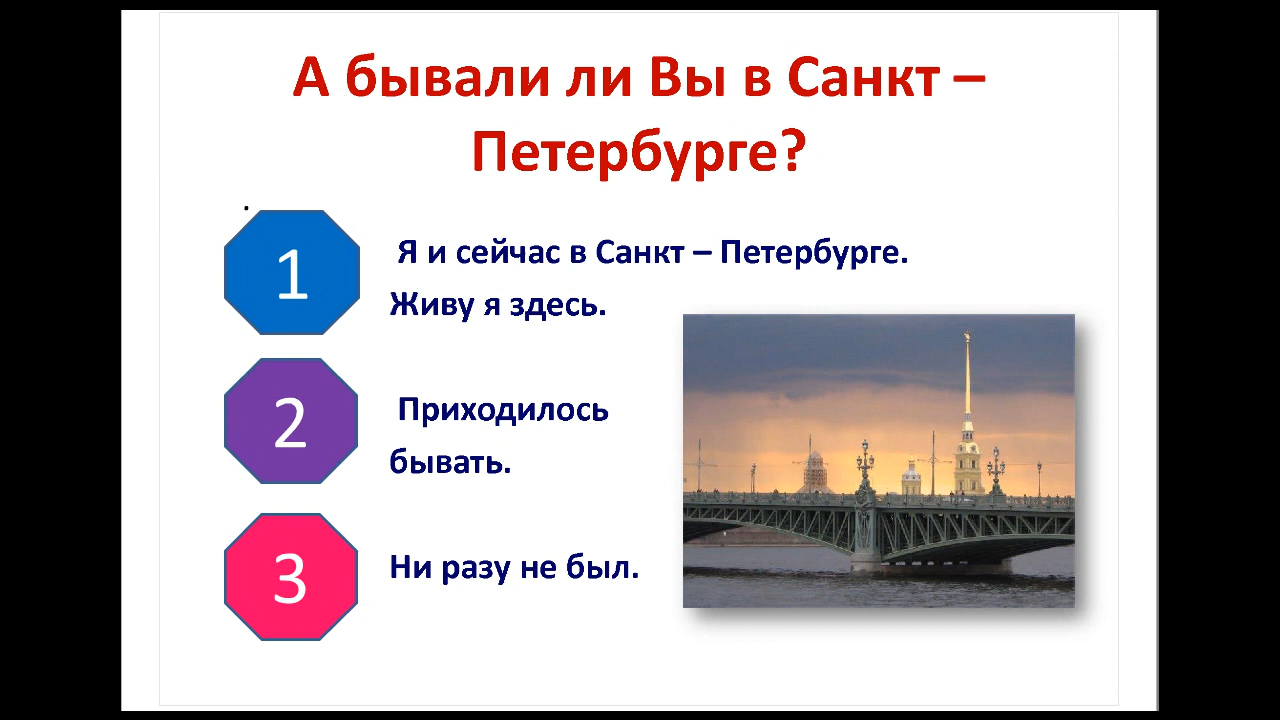 А бывали ли Вы в Санкт –
Петербурге?
.
1
Я и сейчас в Санкт – Петербурге.
Живу я здесь.
2
Приходилось
бывать.
3
Ни разу не был.